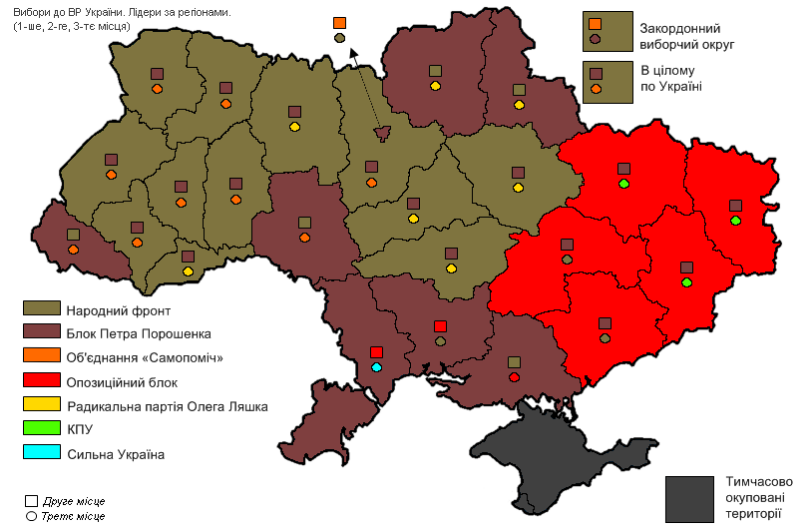 Вибори до ВР України. Лідери за регіонами.
(1-ше, 2-ге, 3-тє місця)
Закордонний
виборчий округ
В цілому
по Україні
Народний фронт
Блок Петра Порошенка
Об'єднання «Самопоміч»
Опозиційний блок
Радикальна партія Олега Ляшка
КПУ
Сильна Україна
Друге місце
Третє місце
Тимчасово
окуповані
території